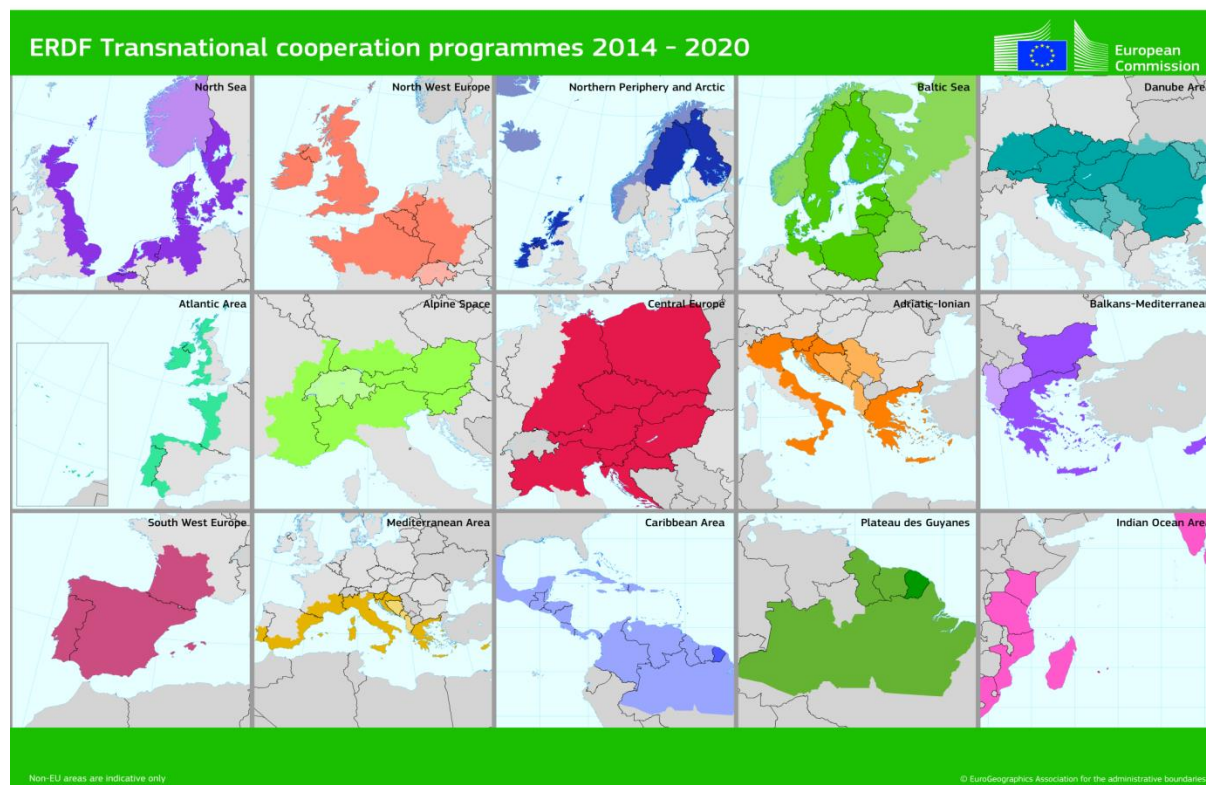 ERDF Transnational cooperation programmes 2014 - 2020
European
Commission
North Sea
North West Europe
Northern Periphery and Arctic
Baltic Sea
Danube Area
Atlantic Area
Alpine Space
Central Europe
Adriatic-Ionian
Balkans-Mediterranean
South West Europe
Mediterranean Area
Caribbean Area
Plateau des Guyanes
Indian Ocean Area
Non-EU areas are indicative only
© EuroGeographics Association for the administrative boundaries